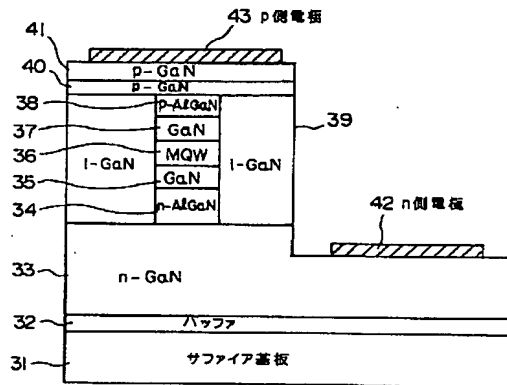 43 p側電極
41
p-GaN
40
p-GaN
38
p-AlGaN
39
37
GaN
36
MQW
i-GaN
i-GaN
35
GaN
34
n-AlGaN
42 n側電極
33
n-GaN
32
バッファ
31
サファイア基板